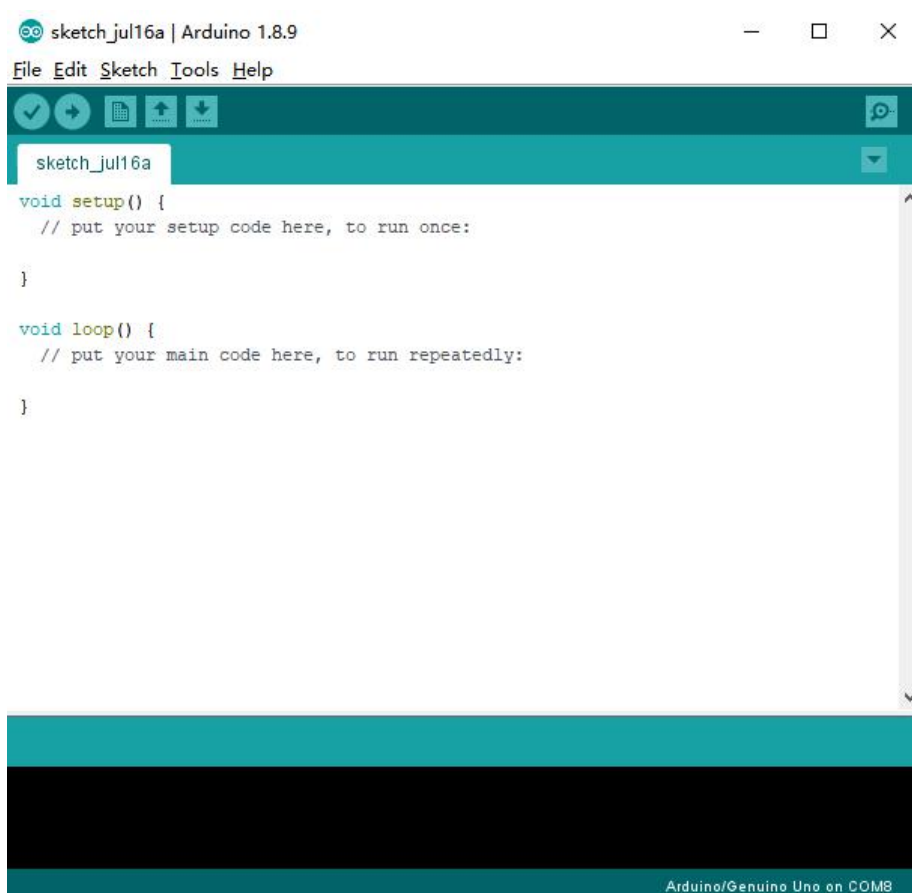 sketch_jul16a | Arduino 1.8.9
File Edit Sketch Tools Help
sketch_jul16a
void setup() {
  // put your setup code here, to run once:
}
void loop() {
  // put your main code here, to run repeatedly:
}
Arduino/Genuino Uno on COM8